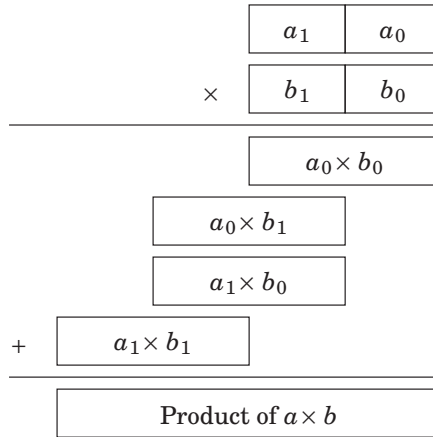 a₁ a₀
× b₁ b₀
a₀ × b₀
a₀ × b₁
a₁ × b₀
+ a₁ × b₁
Product of a × b